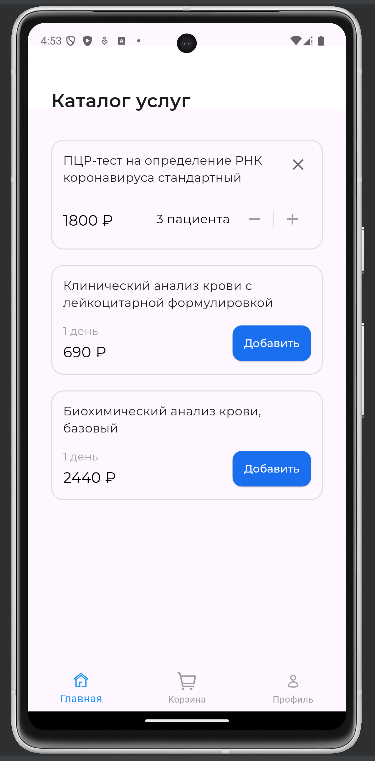 4:53
Каталог услуг
ПЦР-тест на определение РНК
коронавируса стандартный
1800 ₽
3 пациента
Клинический анализ крови с
лейкоцитарной формулировкой
1 день
690 ₽
Добавить
Биохимический анализ крови,
базовый
1 день
2440 ₽
Добавить
Главная
Корзина
Профиль